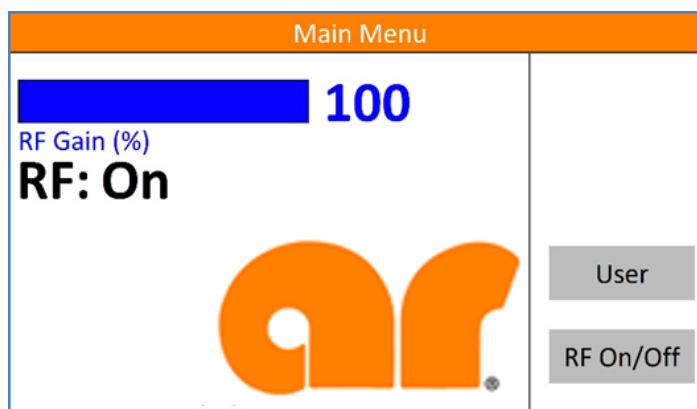 Main Menu
100
RF Gain (%)
RF: On
ar®
User
RF On/Off